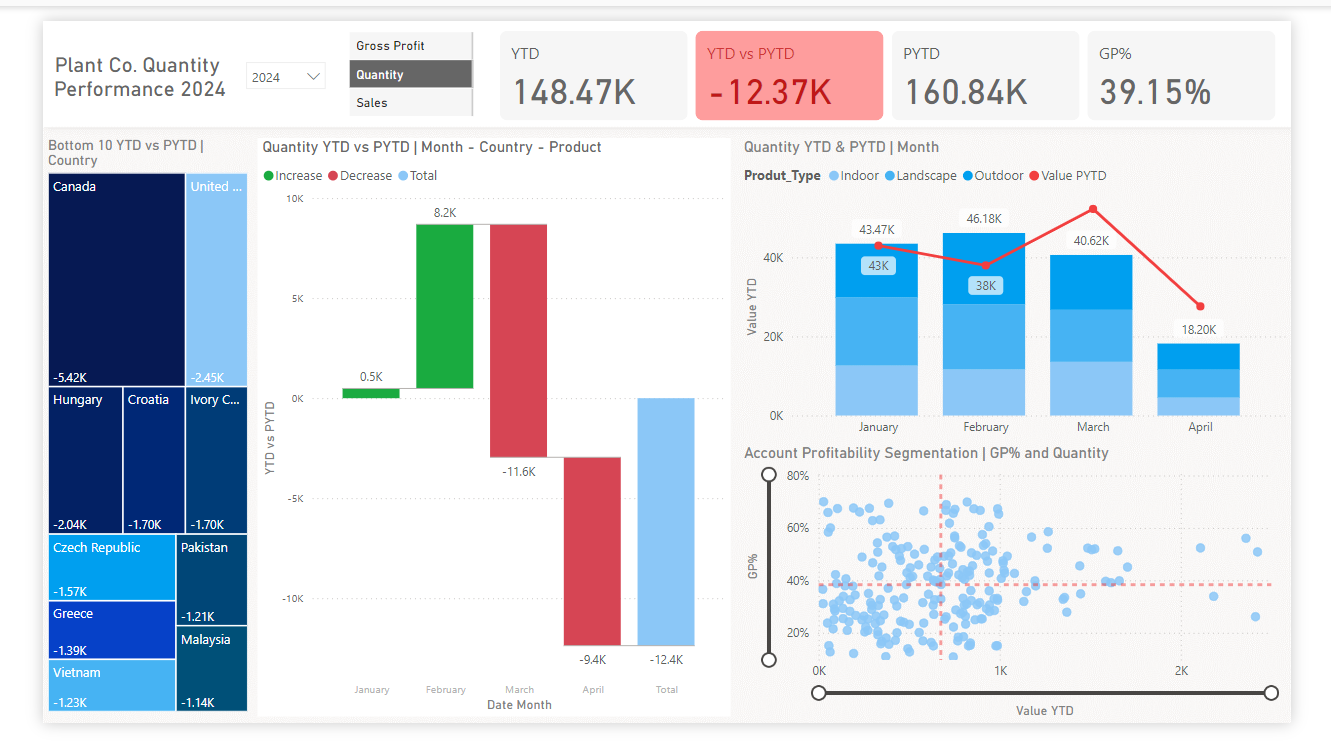 Plant Co. Quantity
Performance 2024
2024
Gross Profit
Quantity
Sales
YTD
148.47K
YTD vs PYTD
-12.37K
PYTD
160.84K
GP%
39.15%
Bottom 10 YTD vs PYTD |
Country
Canada
-5.42K
United ...
-2.45K
Hungary
-2.04K
Croatia
-1.70K
Ivory C...
-1.70K
Czech Republic
-1.57K
Pakistan
-1.21K
Greece
-1.39K
Malaysia
-1.14K
Vietnam
-1.23K
Quantity YTD vs PYTD | Month - Country - Product
Increase Decrease Total
YTD vs PYTD
10K
5K
0K
-5K
-10K
0.5K
8.2K
-11.6K
-9.4K
-12.4K
January February March April Total
Date Month
Quantity YTD & PYTD | Month
Produt_Type Indoor Landscape Outdoor Value PYTD
Value YTD
40K
20K
0K
43.47K
43K
46.18K
38K
40.62K
18.20K
January February March April
Account Profitability Segmentation | GP% and Quantity
GP%
80%
60%
40%
20%
0K 1K 2K
Value YTD